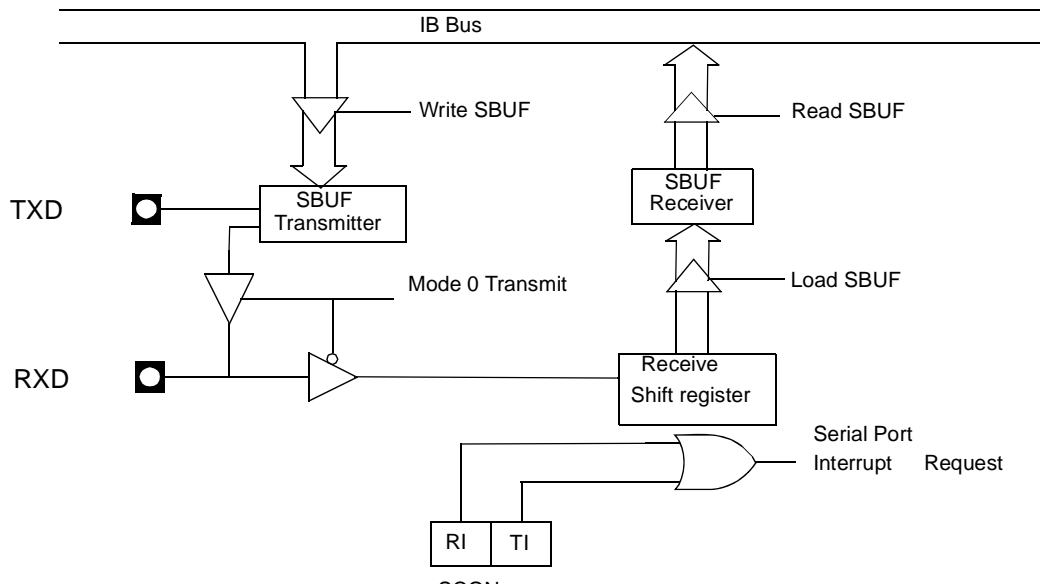 IB Bus
Write SBUF
Read SBUF
SBUF
Transmitter
SBUF
Receiver
TXD
Mode 0 Transmit
Load SBUF
RXD
Receive
Shift register
Serial Port
Interrupt Request
RI TI